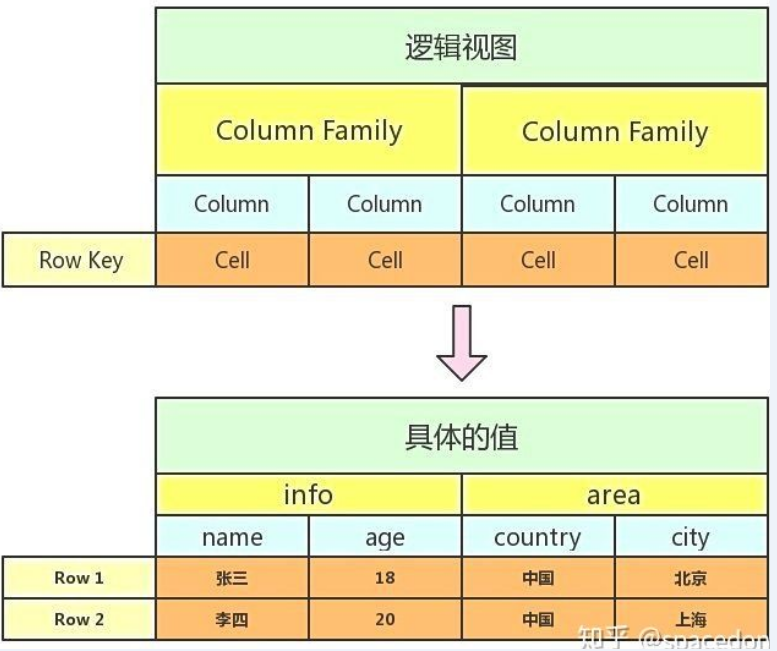 逻辑视图
Column Family Column Family
Column Column Column Column
Row Key Cell Cell Cell Cell
具体的值
info area
name age country city
Row 1 张三 18 中国 北京
Row 2 李四 20 中国 上海
知乎 @spacedon